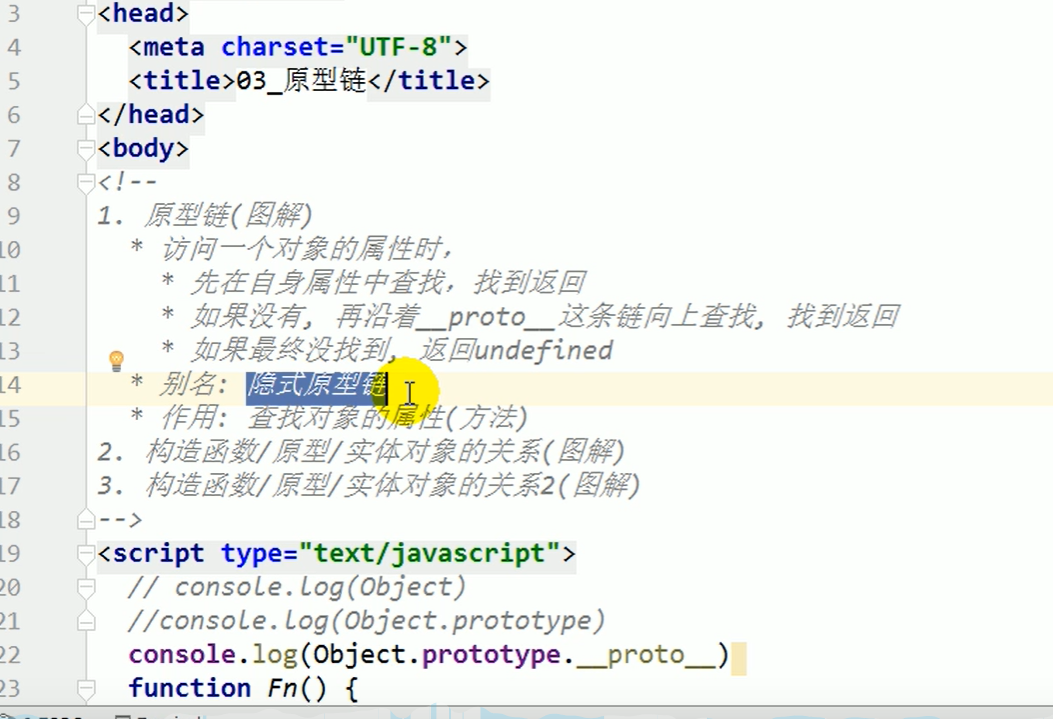 3 <head>
4 <meta charset="UTF-8">
5 <title>03_原型链</title>
6 </head>
7 <body>
8 <!--
9 1. 原型链(图解)
10 * 访问一个对象的属性时，
11 * 先在自身属性中查找，找到返回
12 * 如果没有, 再沿着__proto__这条链向上查找, 找到返回
13 * 如果最终没找到, 返回undefined
14 * 别名: 隐式原型链
15 * 作用: 查找对象的属性(方法)
16 2. 构造函数/原型/实体对象的关系(图解)
17 3. 构造函数/原型/实体对象的关系2(图解)
18 -->
19 <script type="text/javascript">
20 // console.log(Object)
21 //console.log(Object.prototype)
22 console.log(Object.prototype.__proto__)
23 function Fn() {